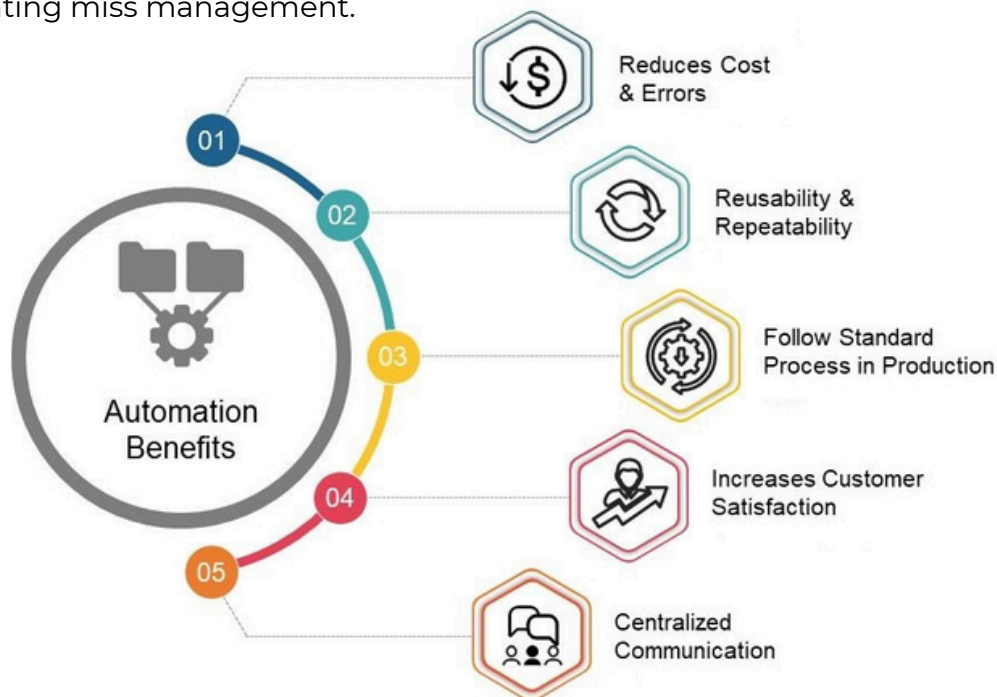 ting miss management.
01
Reduces Cost
& Errors
02
Reusability &
Repeatability
03
Follow Standard
Process in Production
Automation
Benefits
04
Increases Customer
Satisfaction
05
Centralized
Communication